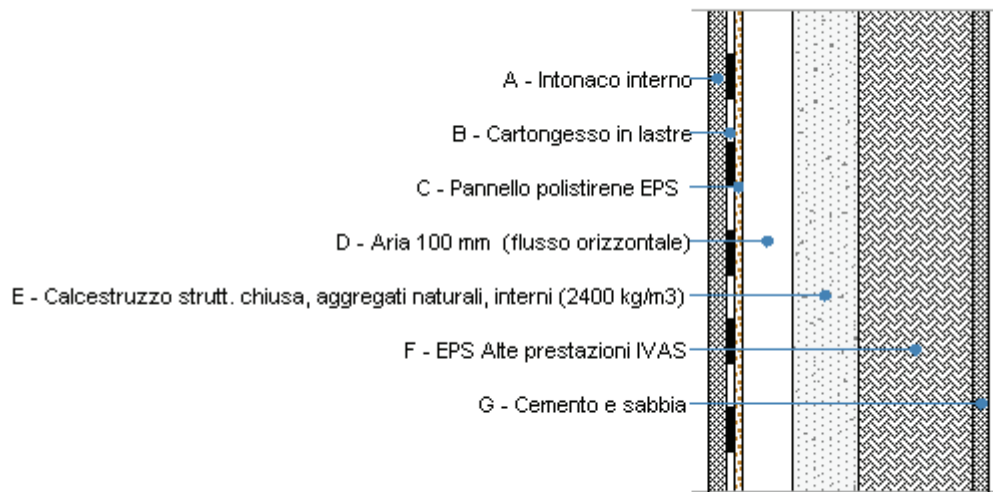 A - Intonaco interno
B - Cartongesso in lastre
C - Pannello polistirene EPS
D - Aria 100 mm (flusso orizzontale)
E - Calcestruzzo strutt. chiusa, aggregati naturali, interni (2400 kg/m3)
F - EPS Alte prestazioni IVAS
G - Cemento e sabbia